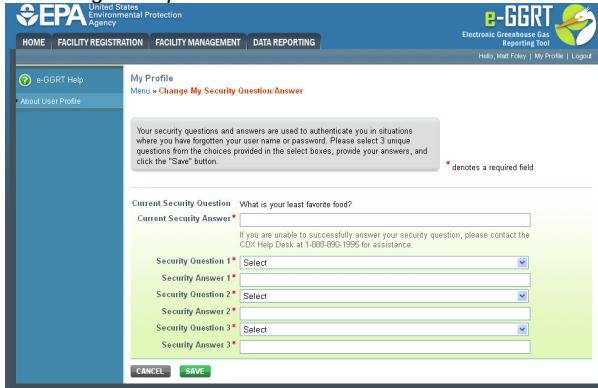 EPA United States
Environmental Protection
Agency
e-GGRT
Electronic Greenhouse Gas
Reporting Tool
HOME FACILITY REGISTRATION FACILITY MANAGEMENT DATA REPORTING
Hello, Matt Foley | My Profile | Logout
? e-GGRT Help
About User Profile
My Profile
Menu » Change My Security Question/Answer
Your security questions and answers are used to authenticate you in situations
where you have forgotten your user name or password. Please select 3 unique
questions from the choices provided in the select boxes, provide your answers, and
click the "Save" button.
* denotes a required field
Current Security Question What is your least favorite food?
Current Security Answer *
If you are unable to successfully answer your security question, please contact the
CDX Help Desk at 1-888-890-1995 for assistance.
Security Question 1 * Select
Security Answer 1 *
Security Question 2 * Select
Security Answer 2 *
Security Question 3 * Select
Security Answer 3 *
CANCEL SAVE